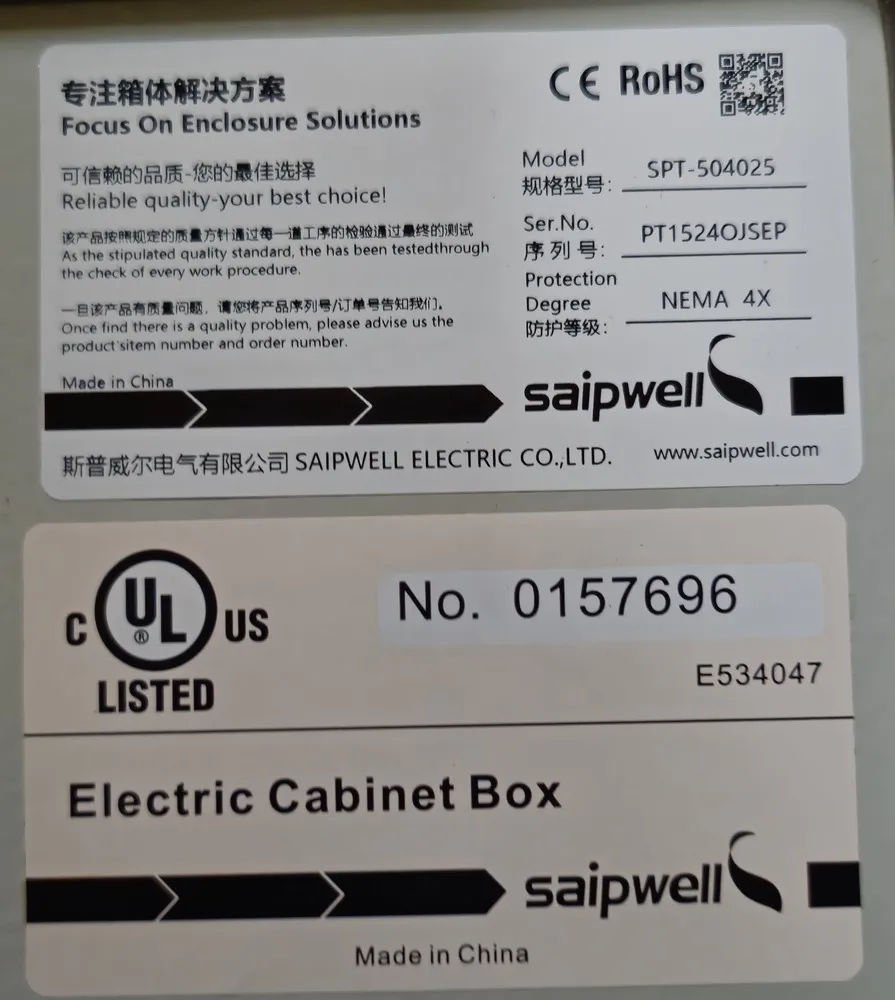 专注箱体解决方案
Focus On Enclosure Solutions
CE RoHS
可信赖的品质-您的最佳选择
Reliable quality-your best choice!
该产品按照规定的质量方针通过每一道工序的检验通过最终的测试
As the stipulated quality standard, the has been testedthrough
the check of every work procedure.
一旦该产品有质量问题，请您将产品序列号/订单号告知我们。
Once find there is a quality problem, please advise us the
product'sitem number and order number.
Made in China
Model
规格型号: SPT-504025
Ser.No.
序列号: PT1524OJSEP
Protection
Degree
防护等级: NEMA 4X
saipwell
斯普威尔电气有限公司 SAIPWELL ELECTRIC CO.,LTD. www.saipwell.com
C UL® US
LISTED
No. 0157696
E534047
Electric Cabinet Box
saipwell
Made in China